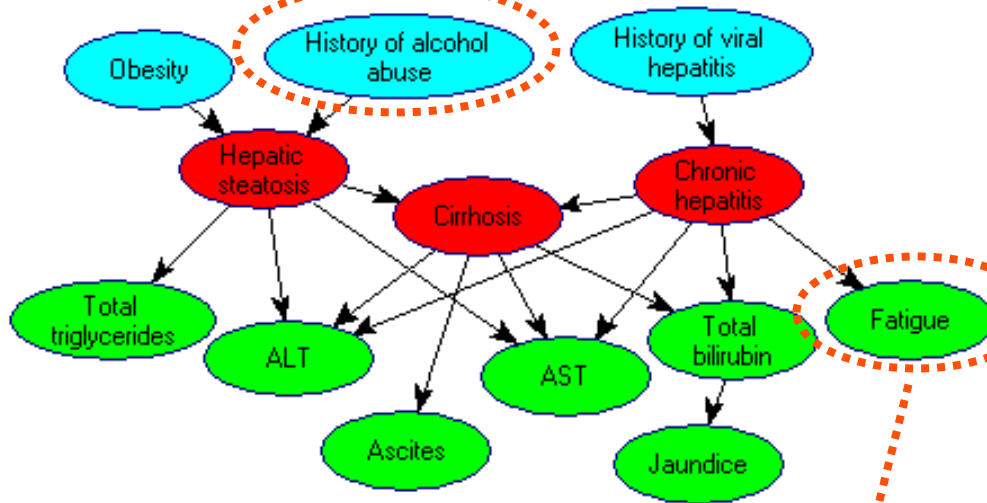 Obesity
History of alcohol
abuse
History of viral
hepatitis
Hepatic
steatosis
Cirrhosis
Chronic
hepatitis
Total
triglycerides
ALT
AST
Total
bilirubin
Fatigue
Ascites
Jaundice